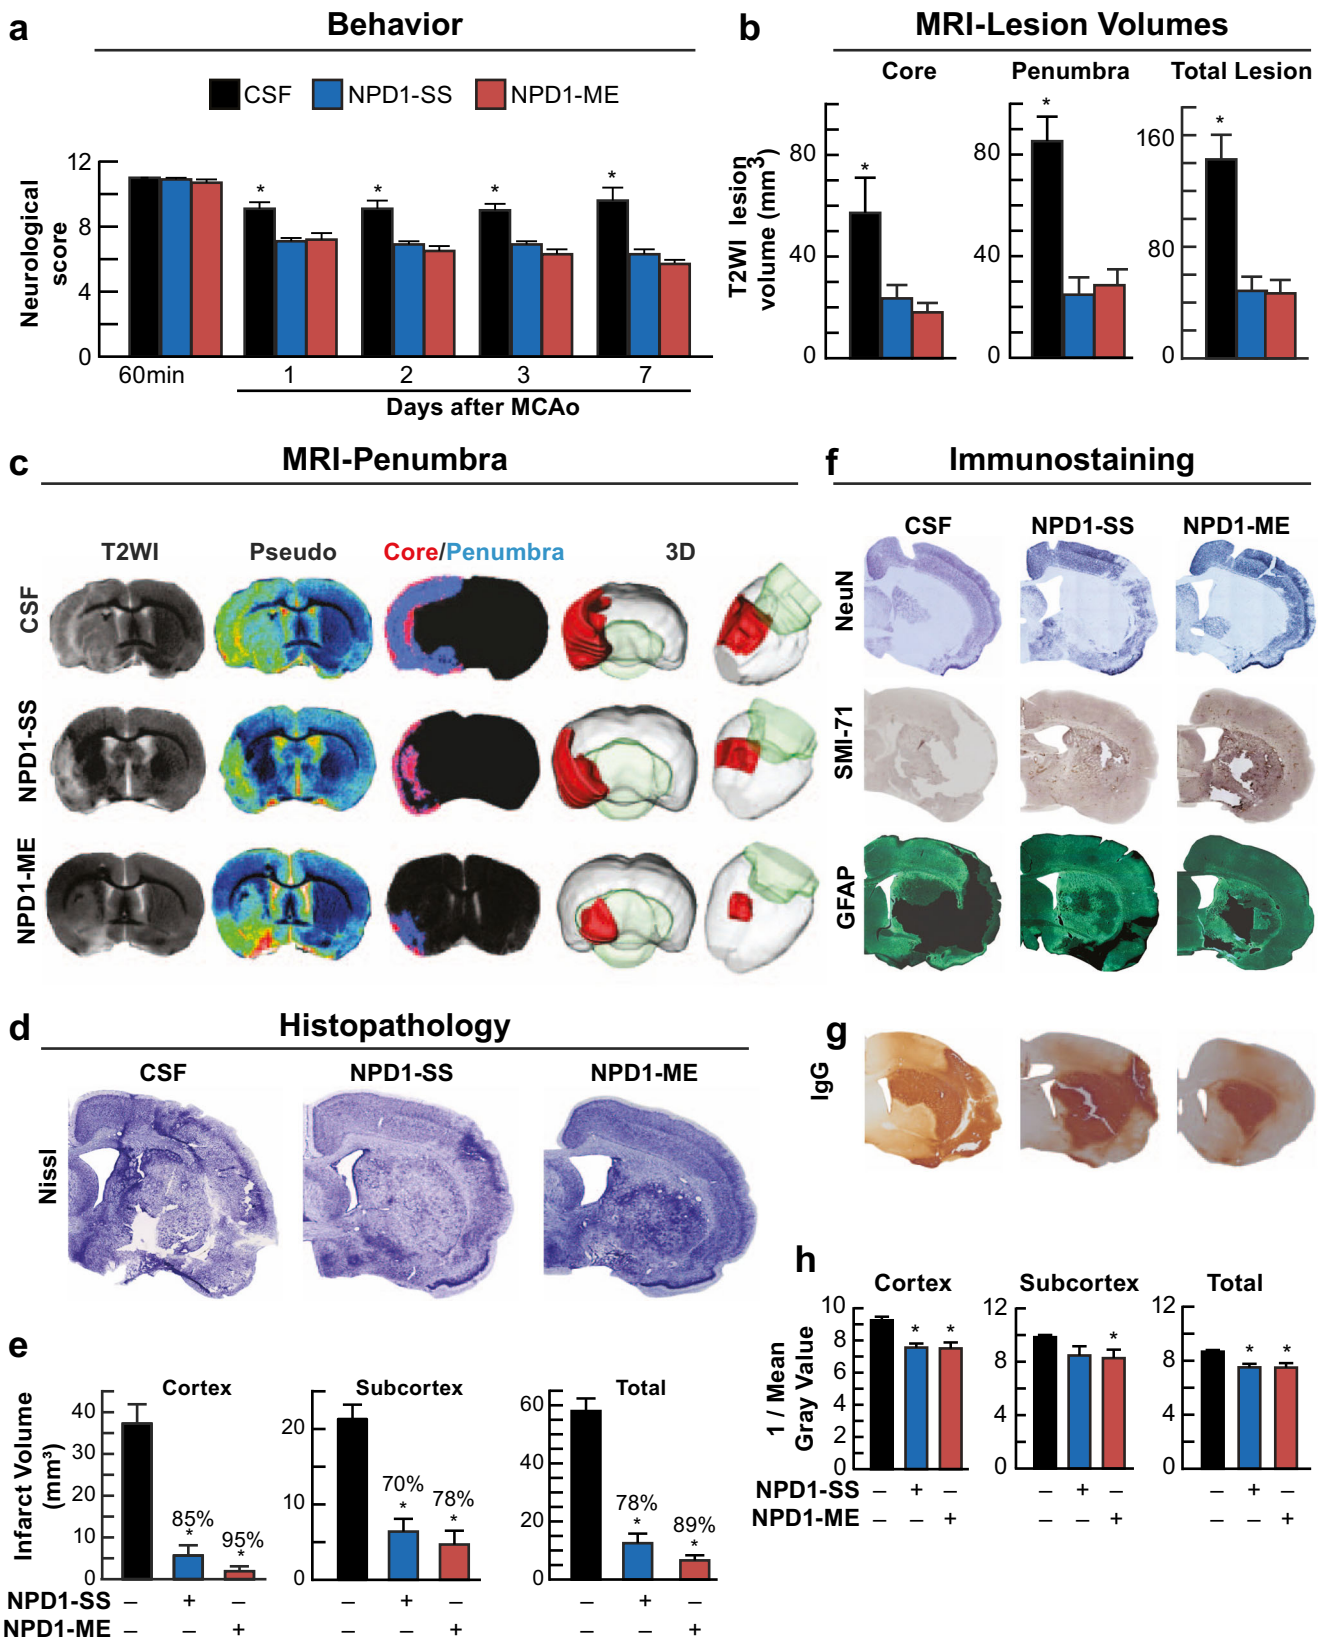 a Behavior
CSF NPD1-SS NPD1-ME
Neurological score
12
8
4
0
* * * *
60min 1 2 3 7
Days after MCAo
b MRI-Lesion Volumes
Core Penumbra Total Lesion
T2WI lesion volume (mm³)
80
40
0
*
80
40
0
*
160
80
0
*
c MRI-Penumbra
T2WI Pseudo Core/Penumbra 3D
CSF
NPD1-SS
NPD1-ME
d Histopathology
CSF NPD1-SS NPD1-ME
Nissl
e
Infarct Volume (mm³)
Cortex Subcortex Total
40
30
20
10
0
85%
*
95%
*
20
10
0
70%
*
78%
*
60
40
20
0
78%
*
89%
*
NPD1-SS – + – – + – – + –
NPD1-ME – – + – – + – – +
f Immunostaining
CSF NPD1-SS NPD1-ME
NeuN
SMI-71
GFAP
g
IgG
h
Cortex Subcortex Total
1 / Mean Gray Value
10
8
6
4
2
0
* *
12
8
4
0
*
12
8
4
0
* *
NPD1-SS – + – – + – – + –
NPD1-ME – – + – – + – – +